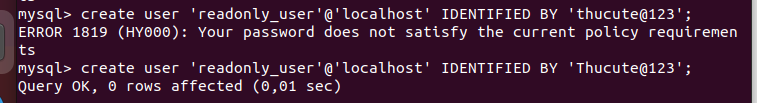 mysql> create user 'readonly_user'@'localhost' IDENTIFIED BY 'thucute@123';
ERROR 1819 (HY000): Your password does not satisfy the current policy requiremen
ts
mysql> create user 'readonly_user'@'localhost' IDENTIFIED BY 'Thucute@123';
Query OK, 0 rows affected (0,01 sec)